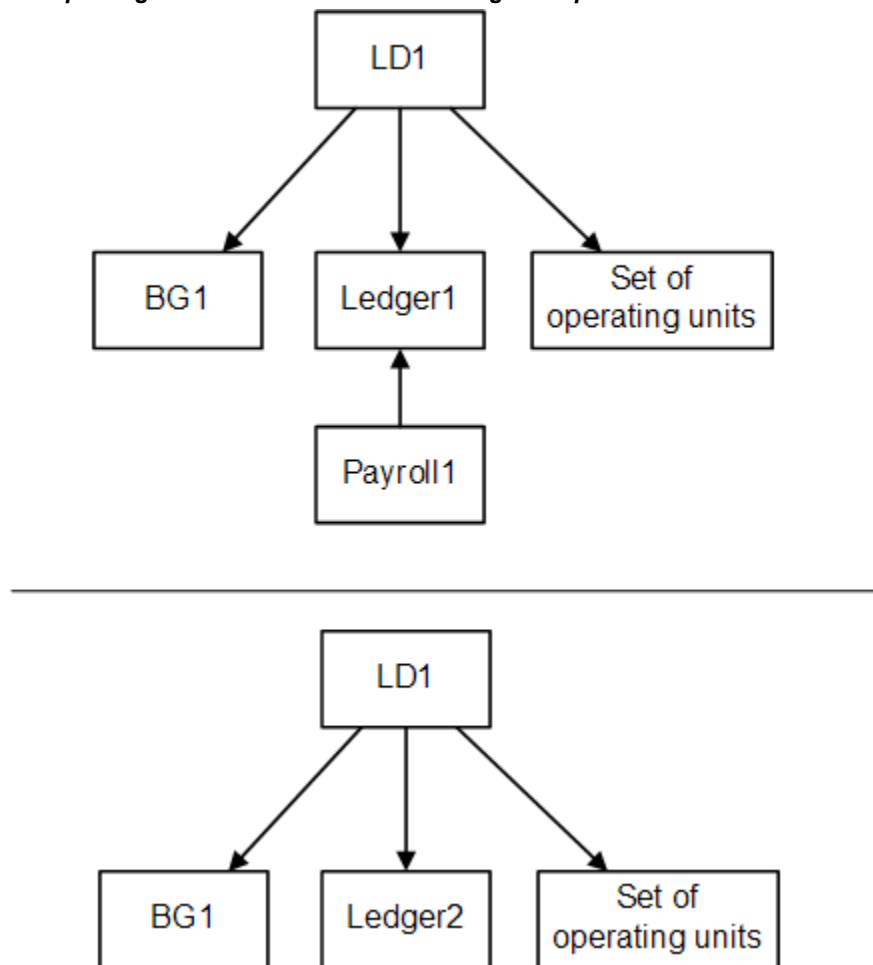 LD1
BG1
Ledger1
Set of
operating units
Payroll1
LD1
BG1
Ledger2
Set of
operating units